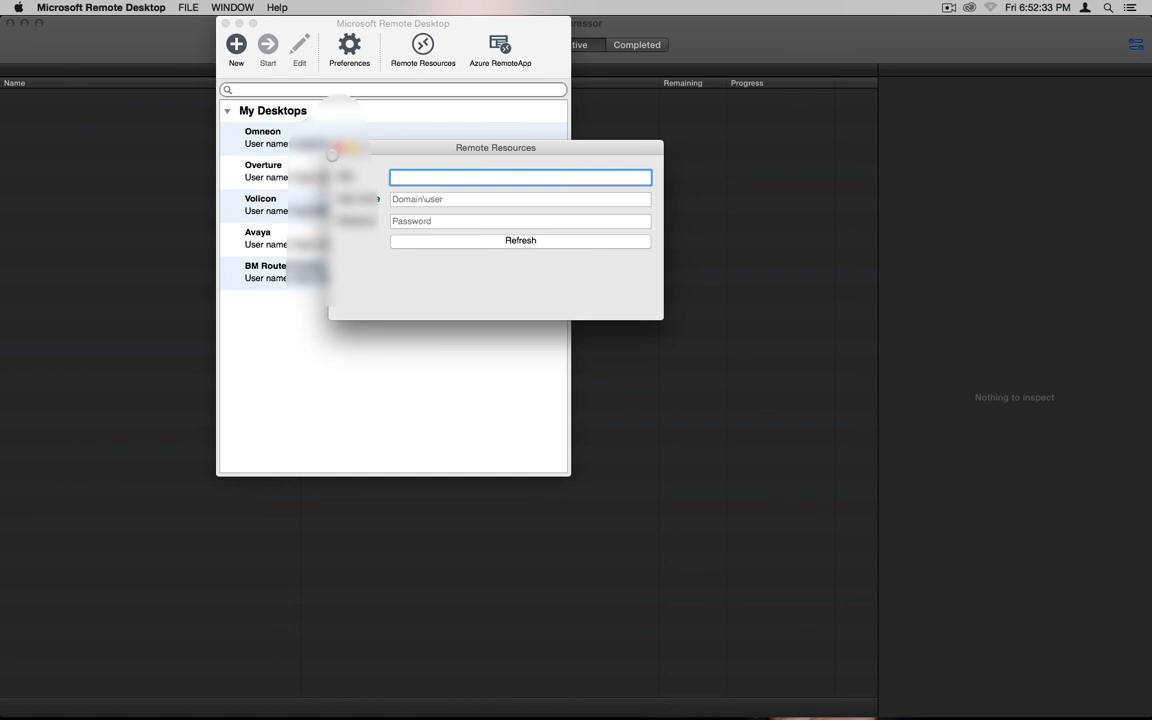 Microsoft Remote Desktop FILE WINDOW Help Fri 6:52:33 PM
Microsoft Remote Desktop
Completed
New Start Edit Preferences Remote Resources Azure RemoteApp
Name Remaining Progress
My Desktops
Omneon
User name
Overture
User name
Volicon
User name
Avaya
User name
BM Route
User name
Remote Resources
Domain\user
Password
Refresh
Nothing to inspect